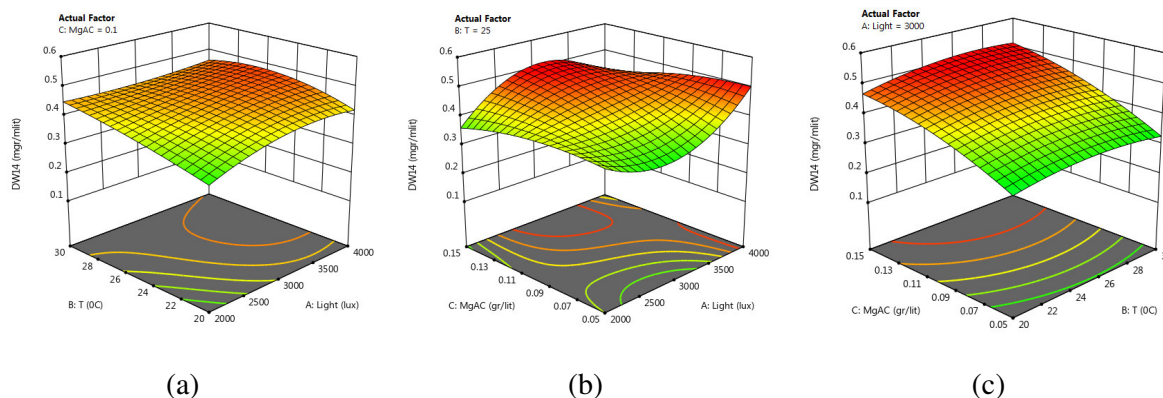 Actual Factor
C: MgAC = 0.1
0.6
0.5
0.4
0.3
0.2
0.1
DW14 (mgr/mlit)
30
28
26
24
22
20
B: T (0C)
2000
2500
3000
3500
4000
A: Light (lux)
(a)
Actual Factor
B: T = 25
0.6
0.5
0.4
0.3
0.2
0.1
DW14 (mgr/mlit)
0.15
0.13
0.11
0.09
0.07
0.05
C: MgAC (gr/lit)
2000
2500
3000
3500
4000
A: Light (lux)
(b)
Actual Factor
A: Light = 3000
0.6
0.5
0.4
0.3
0.2
0.1
DW14 (mgr/mlit)
0.15
0.13
0.11
0.09
0.07
0.05
C: MgAC (gr/lit)
20
22
24
26
28
B: T (0C)
(c)